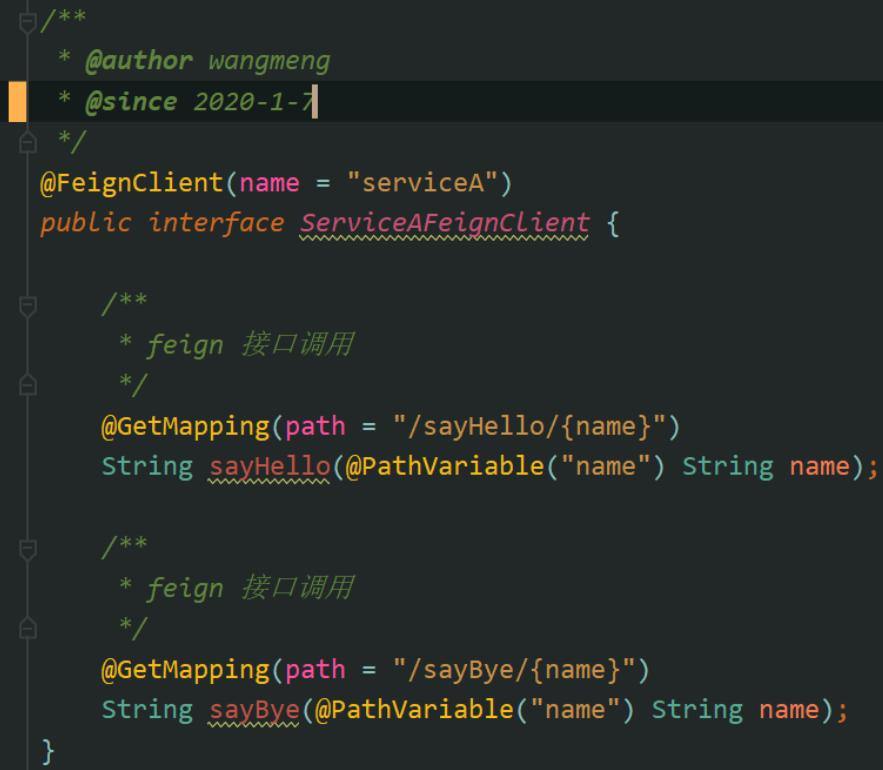 /**
 * @author wangmeng
 * @since 2020-1-7
 */
@FeignClient(name = "serviceA")
public interface ServiceAFeignClient {
/**
 * feign 接口调用
 */
@GetMapping(path = "/sayHello/{name}")
String sayHello(@PathVariable("name") String name);
/**
 * feign 接口调用
 */
@GetMapping(path = "/sayBye/{name}")
String sayBye(@PathVariable("name") String name);
}